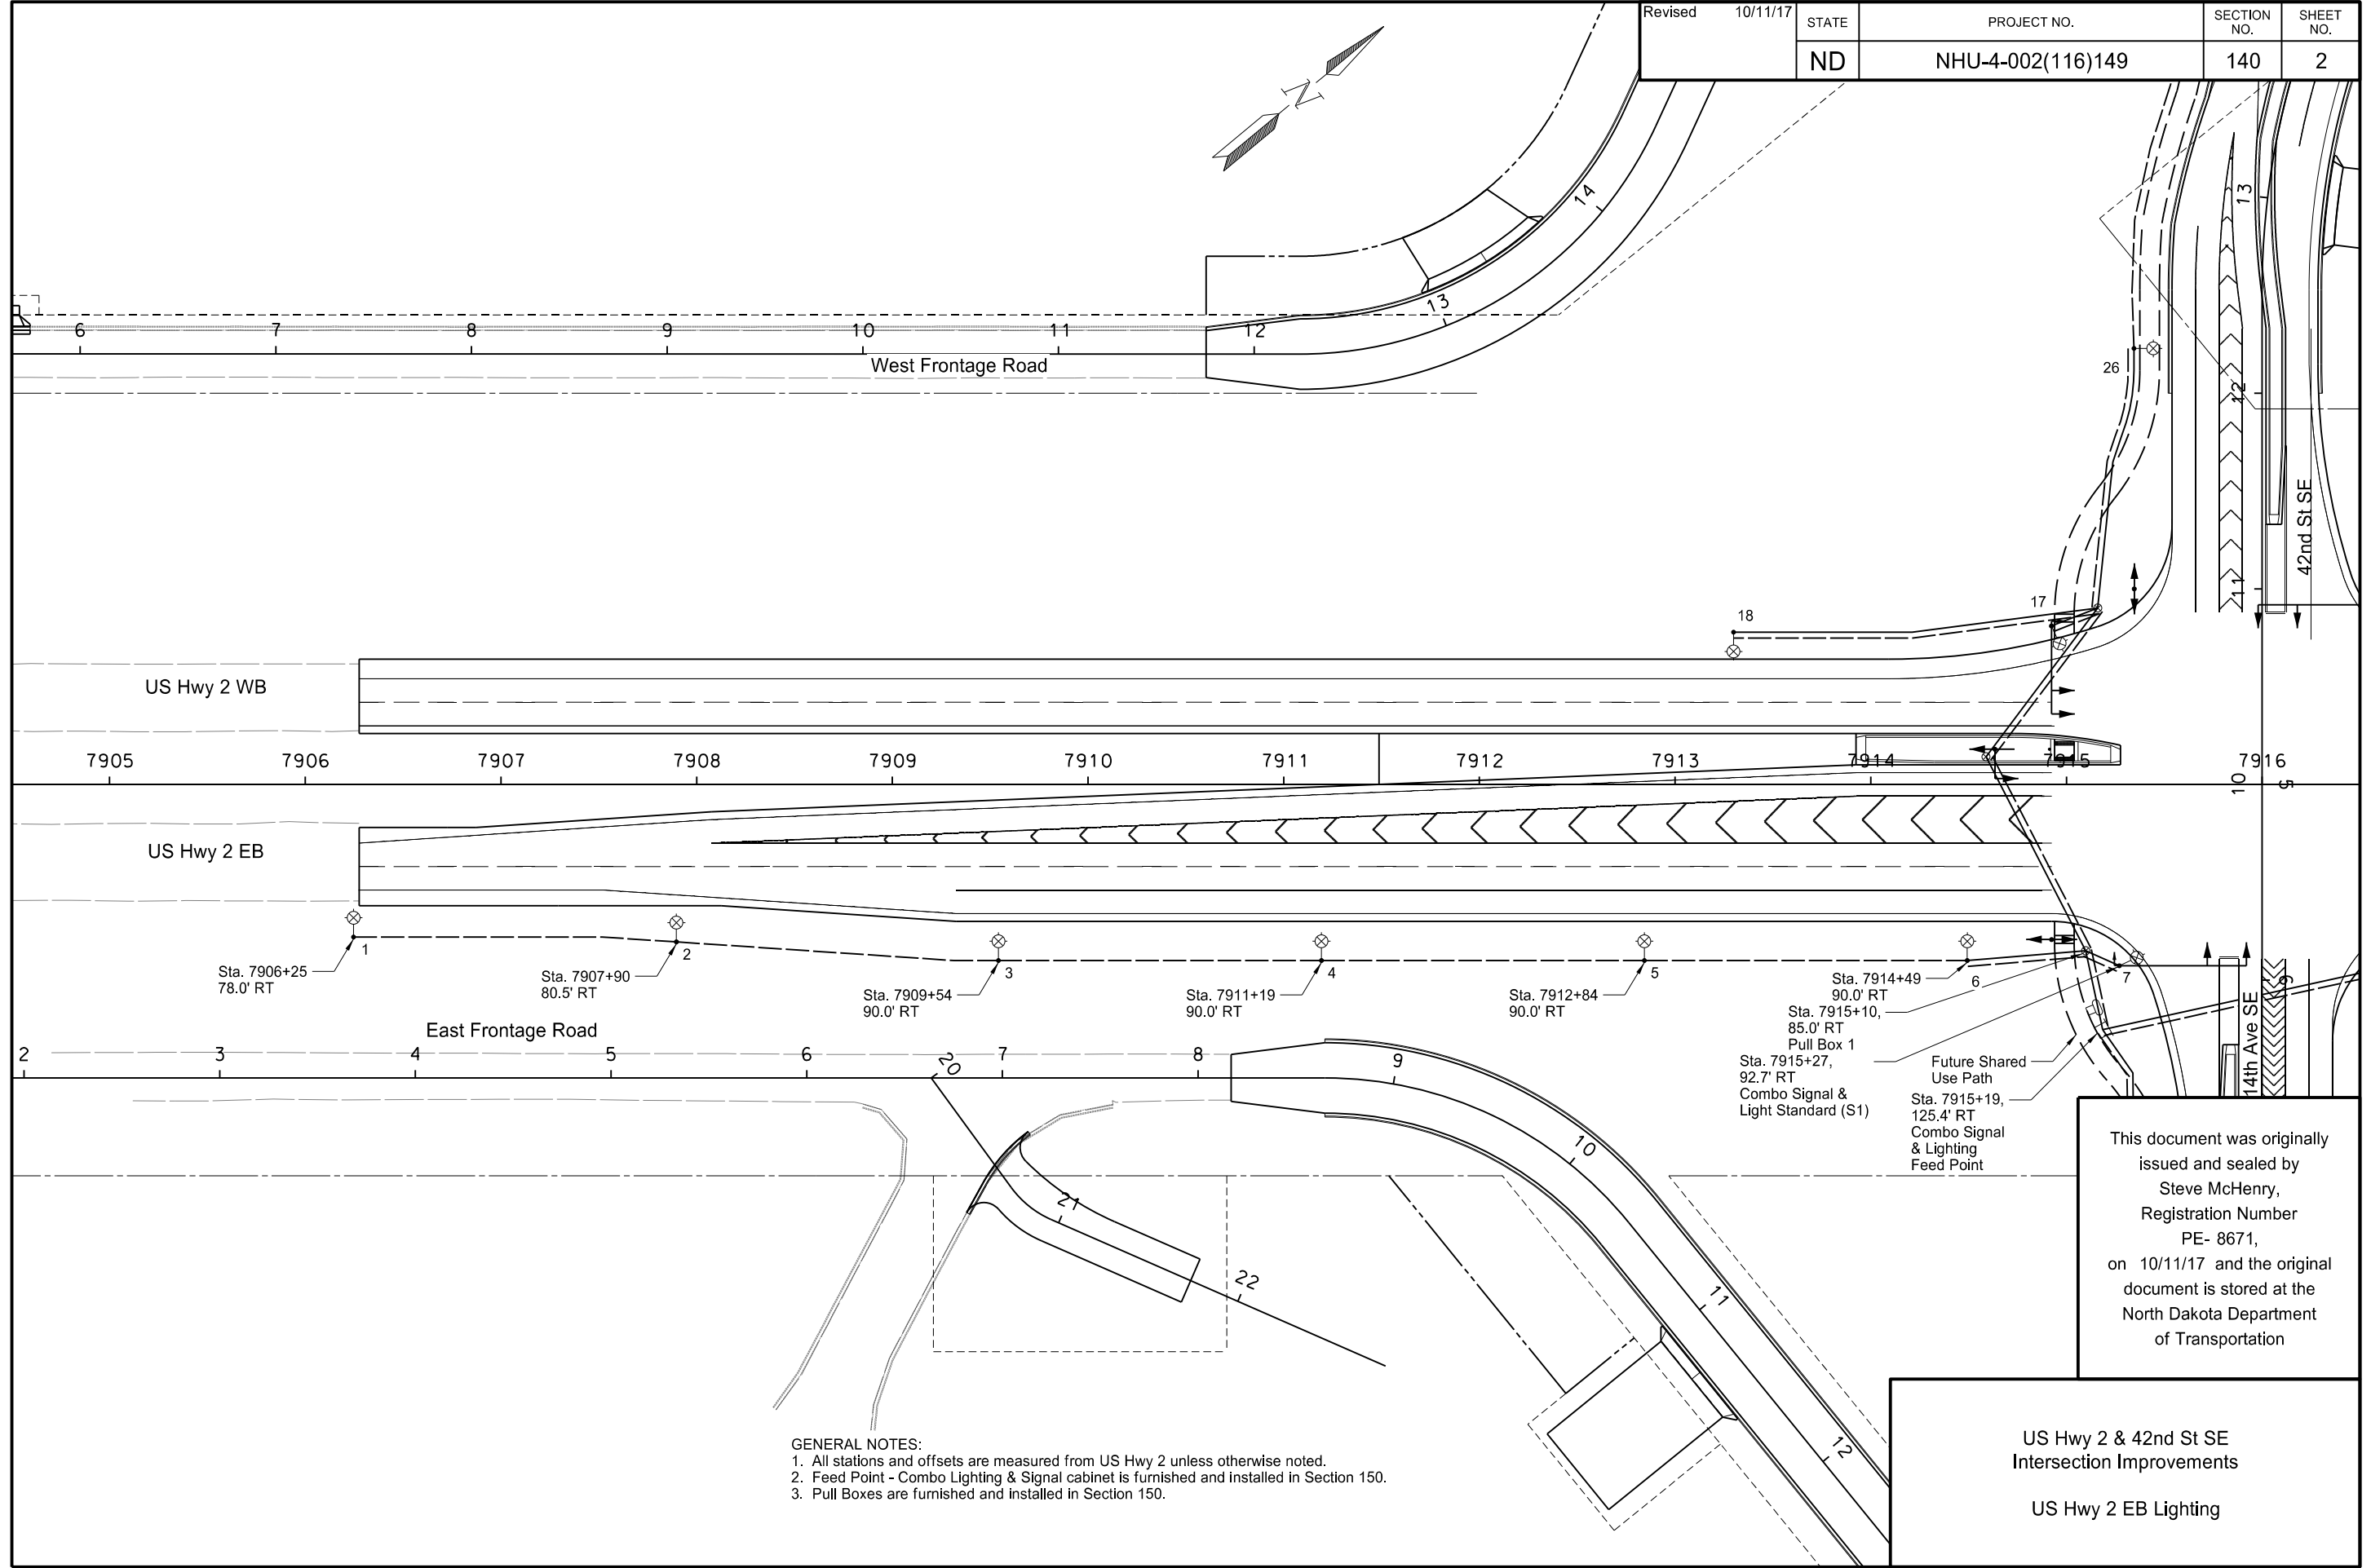 Revised 10/11/17
STATE
PROJECT NO.
SECTION
NO.
SHEET
NO.
ND
NHU-4-002(116)149
140
2
N
14
13
13
6 7 8 9 10 11 12
West Frontage Road
26
12
42nd St SE
11
17
18
US Hwy 2 WB
7905 7906 7907 7908 7909 7910 7911 7912 7913 7914 7915 7916
10
5
US Hwy 2 EB
1
2
3
4
5
6
7
Sta. 7906+25
78.0' RT
Sta. 7907+90
80.5' RT
Sta. 7909+54
90.0' RT
Sta. 7911+19
90.0' RT
Sta. 7912+84
90.0' RT
Sta. 7914+49
90.0' RT
Sta. 7915+10,
85.0' RT
Pull Box 1
Sta. 7915+27,
92.7' RT
Combo Signal &
Light Standard (S1)
Future Shared
Use Path
Sta. 7915+19,
125.4' RT
Combo Signal
& Lighting
Feed Point
9
14th Ave SE
East Frontage Road
2 3 4 5 6 7 8 9
20
10
21
22
11
12
This document was originally
issued and sealed by
Steve McHenry,
Registration Number
PE- 8671,
on 10/11/17 and the original
document is stored at the
North Dakota Department
of Transportation
GENERAL NOTES:
1. All stations and offsets are measured from US Hwy 2 unless otherwise noted.
2. Feed Point - Combo Lighting & Signal cabinet is furnished and installed in Section 150.
3. Pull Boxes are furnished and installed in Section 150.
US Hwy 2 & 42nd St SE
Intersection Improvements
US Hwy 2 EB Lighting